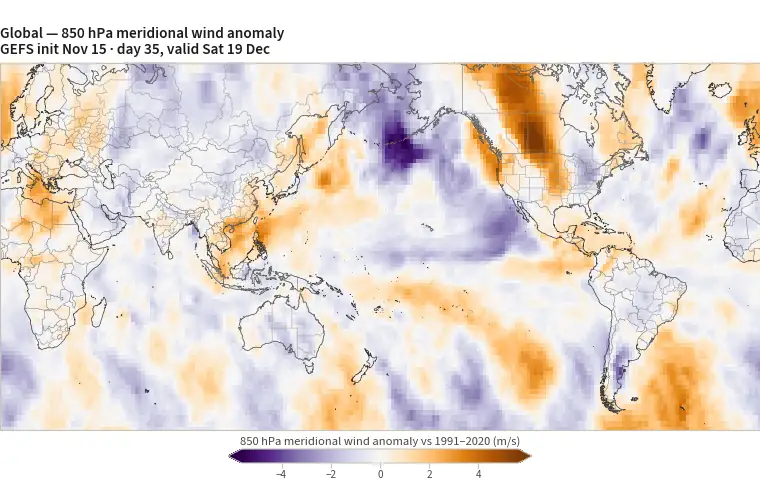 Global — 850 hPa meridional wind anomaly
GEFS init Nov 15 · day 35, valid Sat 19 Dec
850 hPa meridional wind anomaly vs 1991–2020 (m/s)
−4 −2 0 2 4